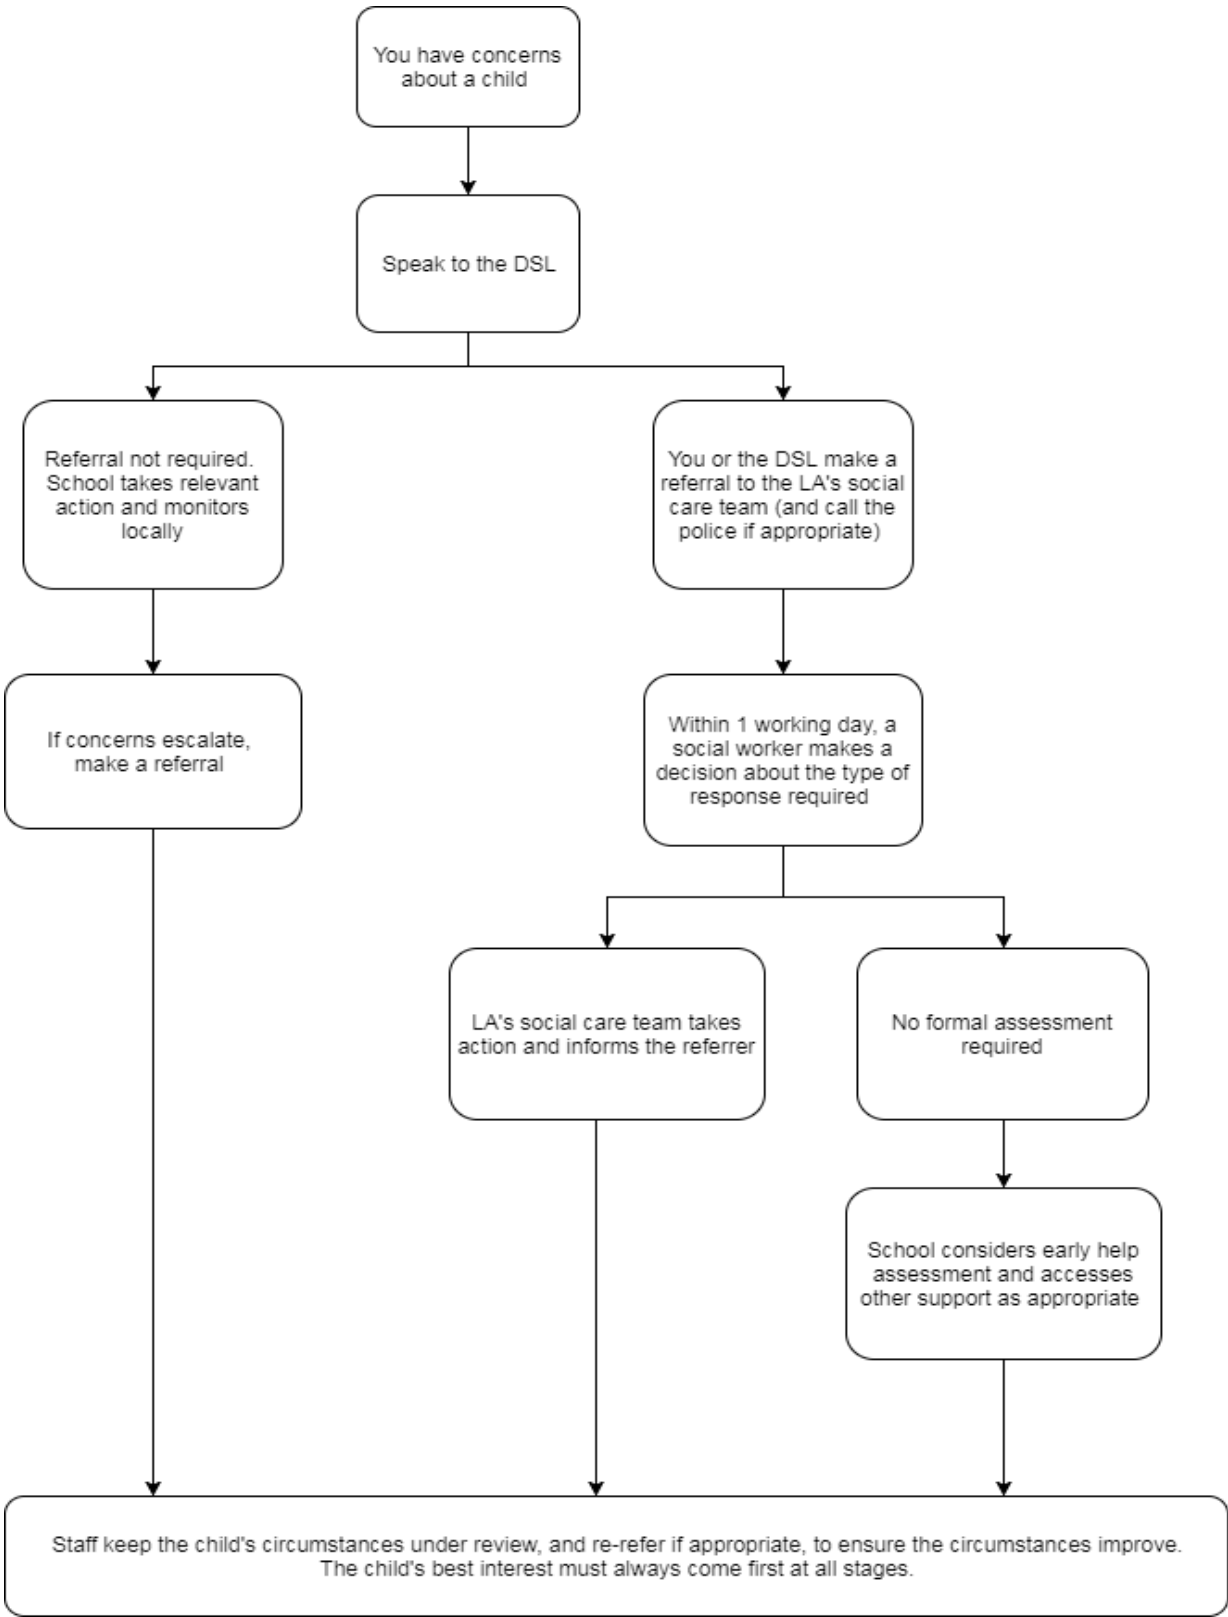 You have concerns
about a child
Speak to the DSL
Referral not required.
School takes relevant
action and monitors
locally
You or the DSL make a
referral to the LA's social
care team (and call the
police if appropriate)
If concerns escalate,
make a referral
Within 1 working day, a
social worker makes a
decision about the type of
response required
LA's social care team takes
action and informs the referrer
No formal assessment
required
School considers early help
assessment and accesses
other support as appropriate
Staff keep the child's circumstances under review, and re-refer if appropriate, to ensure the circumstances improve.
The child's best interest must always come first at all stages.